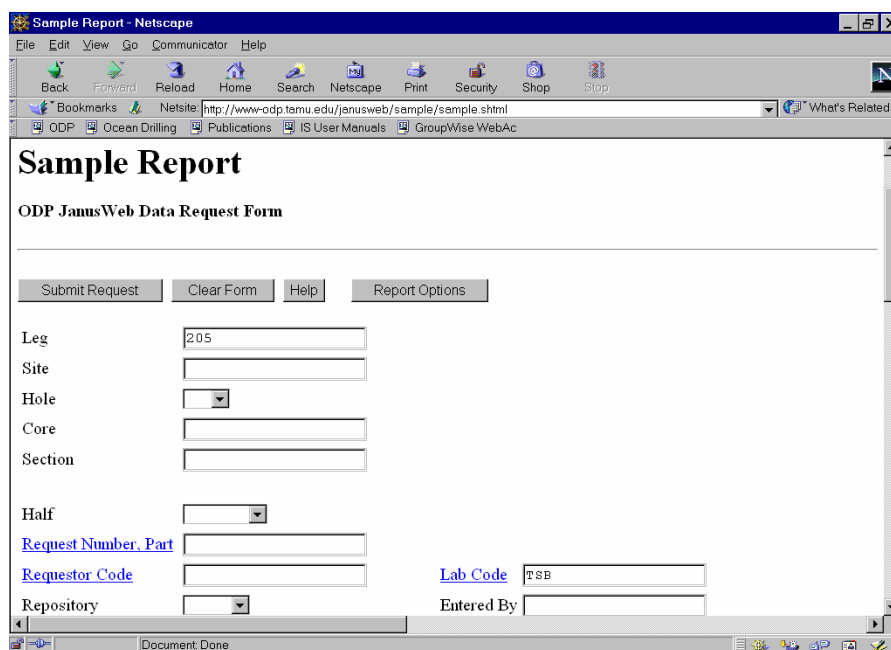 Sample Report - Netscape
File Edit View Go Communicator Help
My
N
Back Forward Reload Home Search Netscape Print Security Shop Stop
Bookmarks Netsite: http://www-odp.tamu.edu/janusweb/sample/sample.shtml What's Related
ODP Ocean Drilling Publications IS User Manuals GroupWise WebAc
Sample Report
ODP JanusWeb Data Request Form
Submit Request Clear Form Help Report Options
Leg 205
Site
Hole
Core
Section
Half
Request Number, Part
Requestor Code Lab Code TSB
Repository Entered By
Document: Done